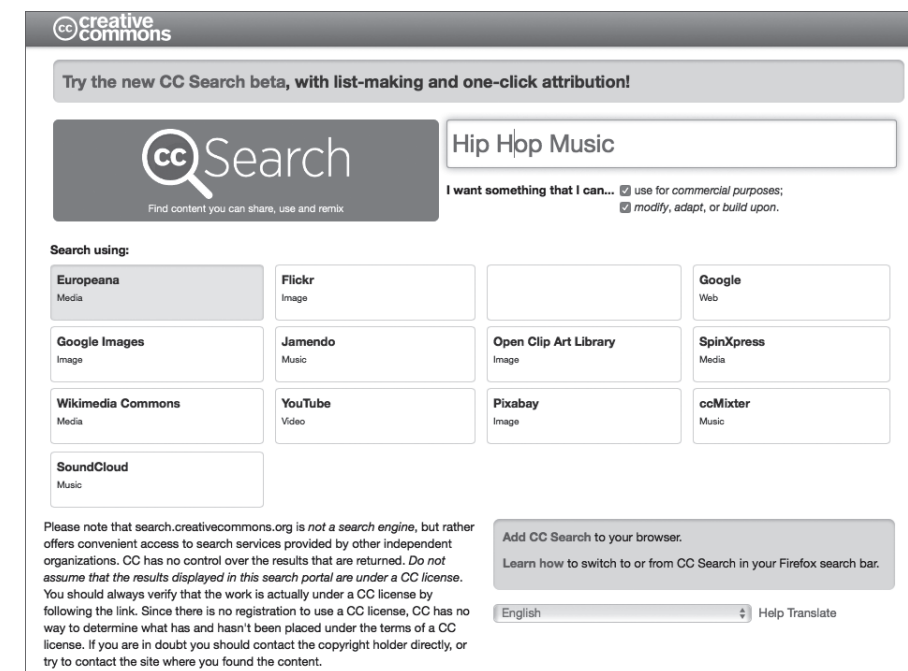 cc creative
commons
Try the new CC Search beta, with list-making and one-click attribution!
cc Search
Find content you can share, use and remix
Hip Hop Music
I want something that I can... use for commercial purposes;
modify, adapt, or build upon.
Search using:
Europeana
Media
Flickr
Image
Google
Web
Google Images
Image
Jamendo
Music
Open Clip Art Library
Image
SpinXpress
Media
Wikimedia Commons
Media
YouTube
Video
Pixabay
Image
ccMixter
Music
SoundCloud
Music
Please note that search.creativecommons.org is not a search engine, but rather
offers convenient access to search services provided by other independent
organizations. CC has no control over the results that are returned. Do not
assume that the results displayed in this search portal are under a CC license.
You should always verify that the work is actually under a CC license by
following the link. Since there is no registration to use a CC license, CC has no
way to determine what has and hasn't been placed under the terms of a CC
license. If you are in doubt you should contact the copyright holder directly, or
try to contact the site where you found the content.
Add CC Search to your browser.
Learn how to switch to or from CC Search in your Firefox search bar.
English
Help Translate